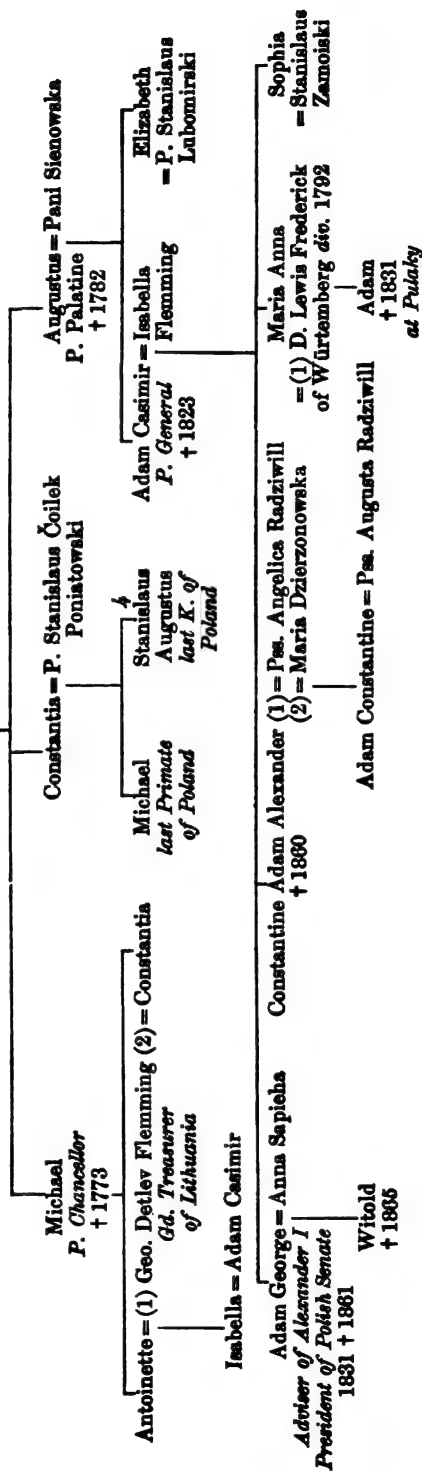 Michael
P. Chancellor
† 1773
Constantia = P. Stanislaus Čoilek
Poniatowski
Augustus = Pani Sienowska
P. Palatine
† 1782
Antoinette = (1) Geo. Detlev Flemming (2) = Constantia
Gd. Treasurer
of Lithuania
Michael
last Primate
of Poland
Stanislaus
Augustus
last K. of
Poland
Adam Casimir = Isabella
P. General Flemming
† 1823
Elizabeth
= P. Stanislaus
Lubomirski
Isabella = Adam Casimir
Adam George = Anna Sapieha
Adviser of Alexander I
President of Polish Senate
1831 † 1861
Constantine Adam Alexander (1) = Pss. Angelica Radziwill
† 1860 (2) = Maria Dzierzonowska
Maria Anna
= (1) D. Lewis Frederick
of Würtemberg div. 1792
Sophia
= Stanislaus
Zamoiski
Witold
† 1865
Adam Constantine = Pss. Augusta Radziwill
Adam
† 1831
at Pulaky